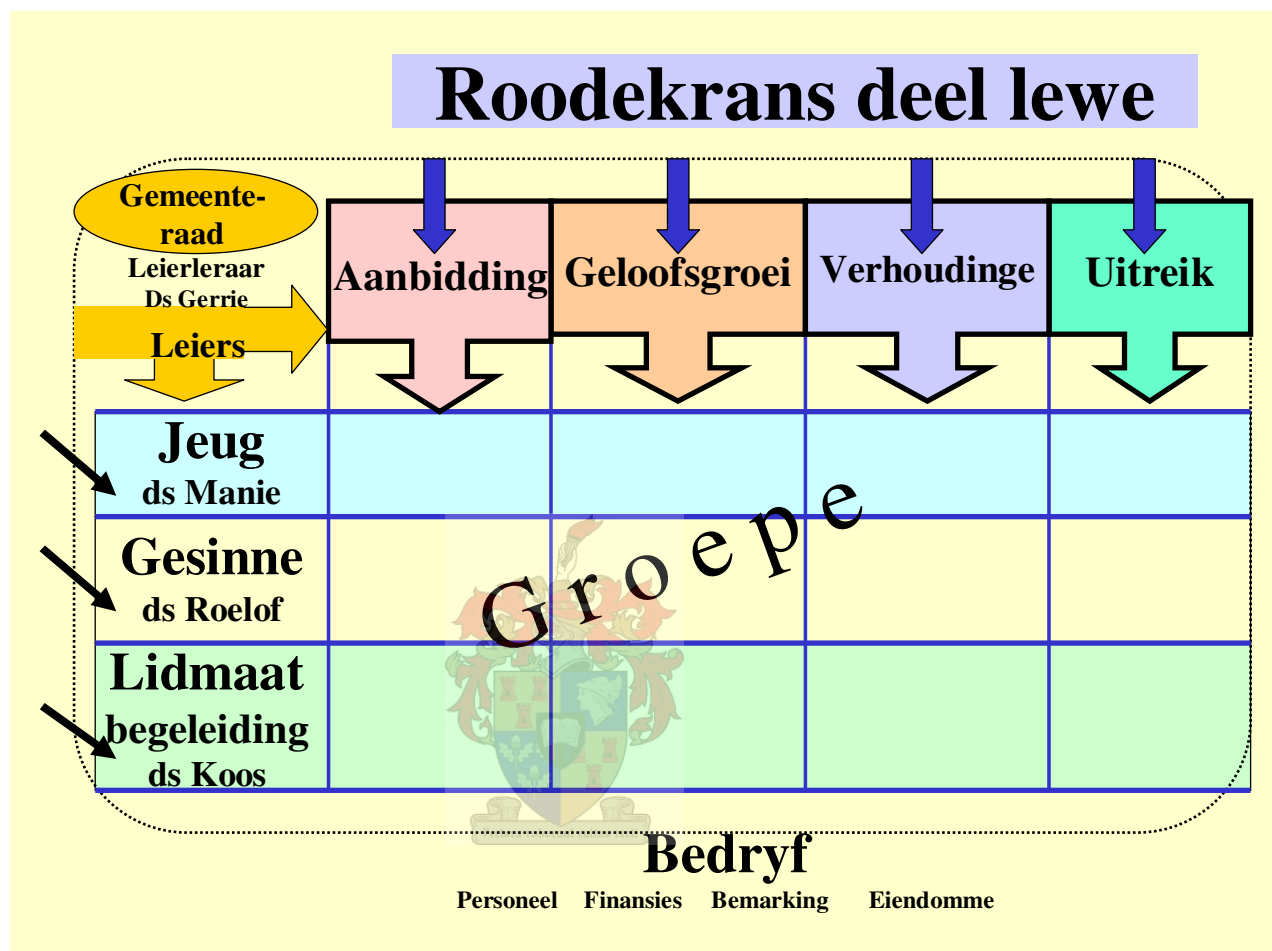 Roodekrans deel lewe
Gemeente-
raad
Leierleraar
Ds Gerrie
Leiers
Aanbidding
Geloofsgroei
Verhoudinge
Uitreik
Jeug
ds Manie
Gesinne
ds Roelof
Lidmaat
begeleiding
ds Koos
Groepe
Bedryf
Personeel Finansies Bemarking Eiendomme